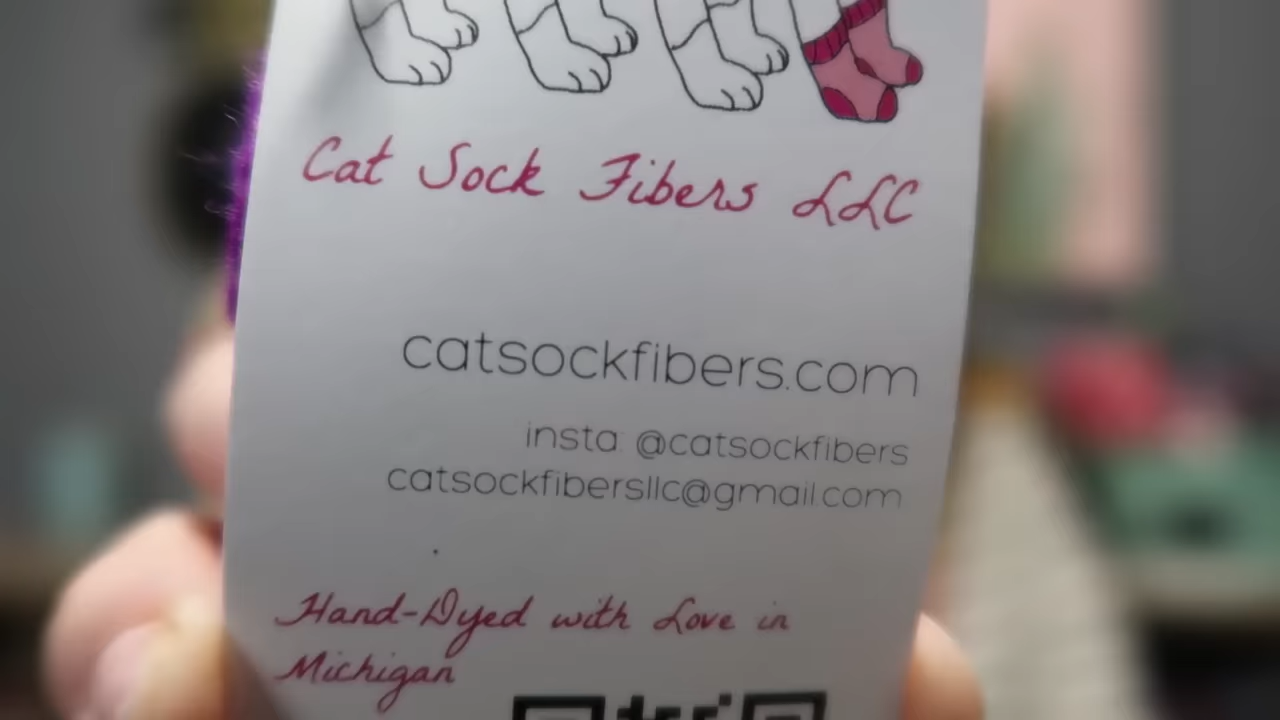 Cat Sock Fibers LLC
catsockfibers.com
insta: @catsockfibers
catsockfibersllc@gmail.com
Hand-Dyed with Love in
Michigan